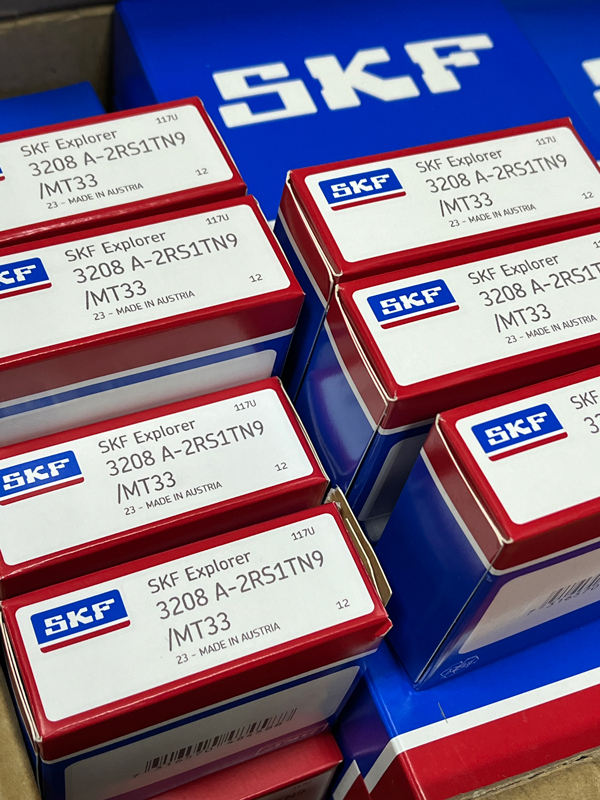 SKF
SKF Explorer 117U
3208 A-2RS1TN9
/MT33 12
23 - MADE IN AUSTRIA
KF
SKF Explorer 117U
3208 A-2RS1TN9
/MT33 12
23 - MADE IN AUSTRIA
SKF
SKF Explorer 117U
3208 A-2RS1TN9
/MT33 12
23 - MADE IN AUSTRIA
SKF
SKF Explorer 117U
3208 A-2RS1TN9
/MT33 12
23 - MADE IN AUSTRIA
SKF
SKF Explorer 117U
3208 A-2RS1TN9
/MT33 12
23 - MADE IN AUSTRIA
SKF
SKF Explorer
3208 A-2RS1T
/MT33
23 - MADE IN AUSTRIA
SKF
SK